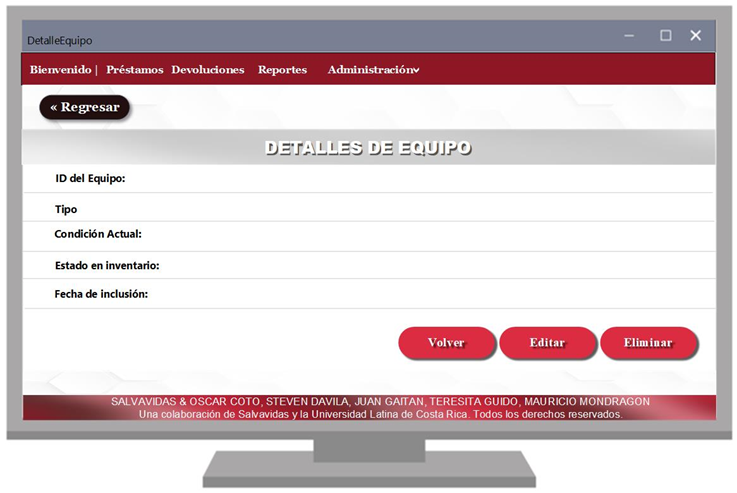 DetalleEquipo
Bienvenido | Préstamos Devoluciones Reportes Administración
« Regresar
DETALLES DE EQUIPO
ID del Equipo:
Tipo
Condición Actual:
Estado en inventario:
Fecha de inclusión:
Volver Editar Eliminar
SALVAVIDAS & OSCAR COTO, STEVEN DAVILA, JUAN GAITAN, TERESITA GUIDO, MAURICIO MONDRAGON
Una colaboración de Salvavidas y la Universidad Latina de Costa Rica. Todos los derechos reservados.